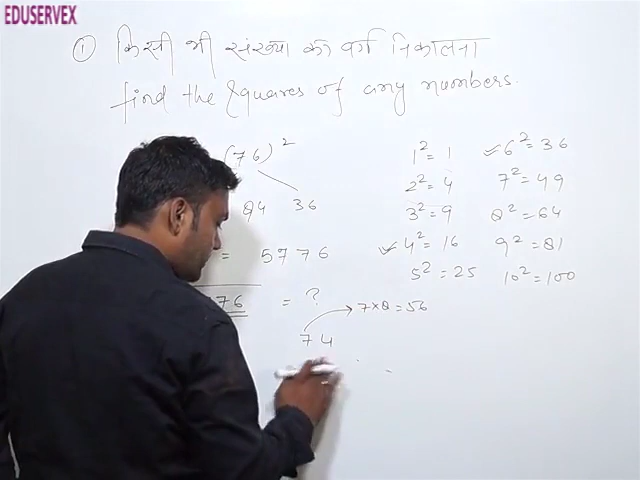 EDUSERVEX
① किसी भी संख्या का वर्ग निकालना
find the Squares of any numbers.
(76)²
84 36
= 5776
76 = ?
7×8=56
74
1² = 1
2² = 4
3² = 9
4² = 16
5² = 25
6² = 36
7² = 49
8² = 64
9² = 81
10² = 100